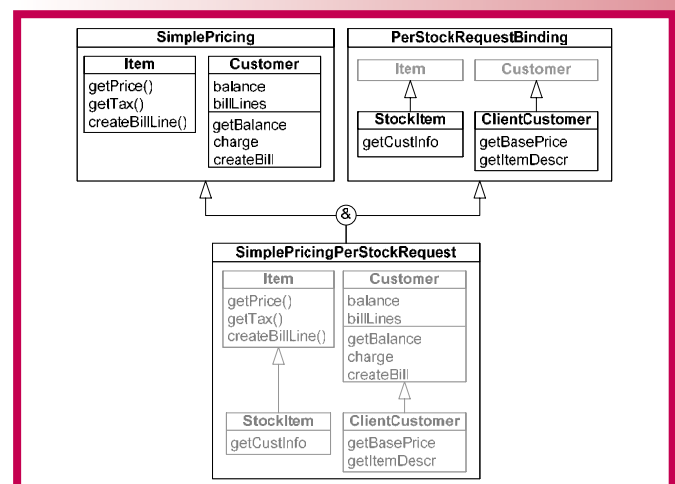 SimplePricing
Item
getPrice()
getTax()
createBillLine()
Customer
balance
billLines
getBalance
charge
createBill
PerStockRequestBinding
Item
Customer
StockItem
getCustInfo
ClientCustomer
getBasePrice
getItemDescr
&
SimplePricingPerStockRequest
Item
getPrice()
getTax()
createBillLine()
Customer
balance
billLines
getBalance
charge
createBill
StockItem
getCustInfo
ClientCustomer
getBasePrice
getItemDescr